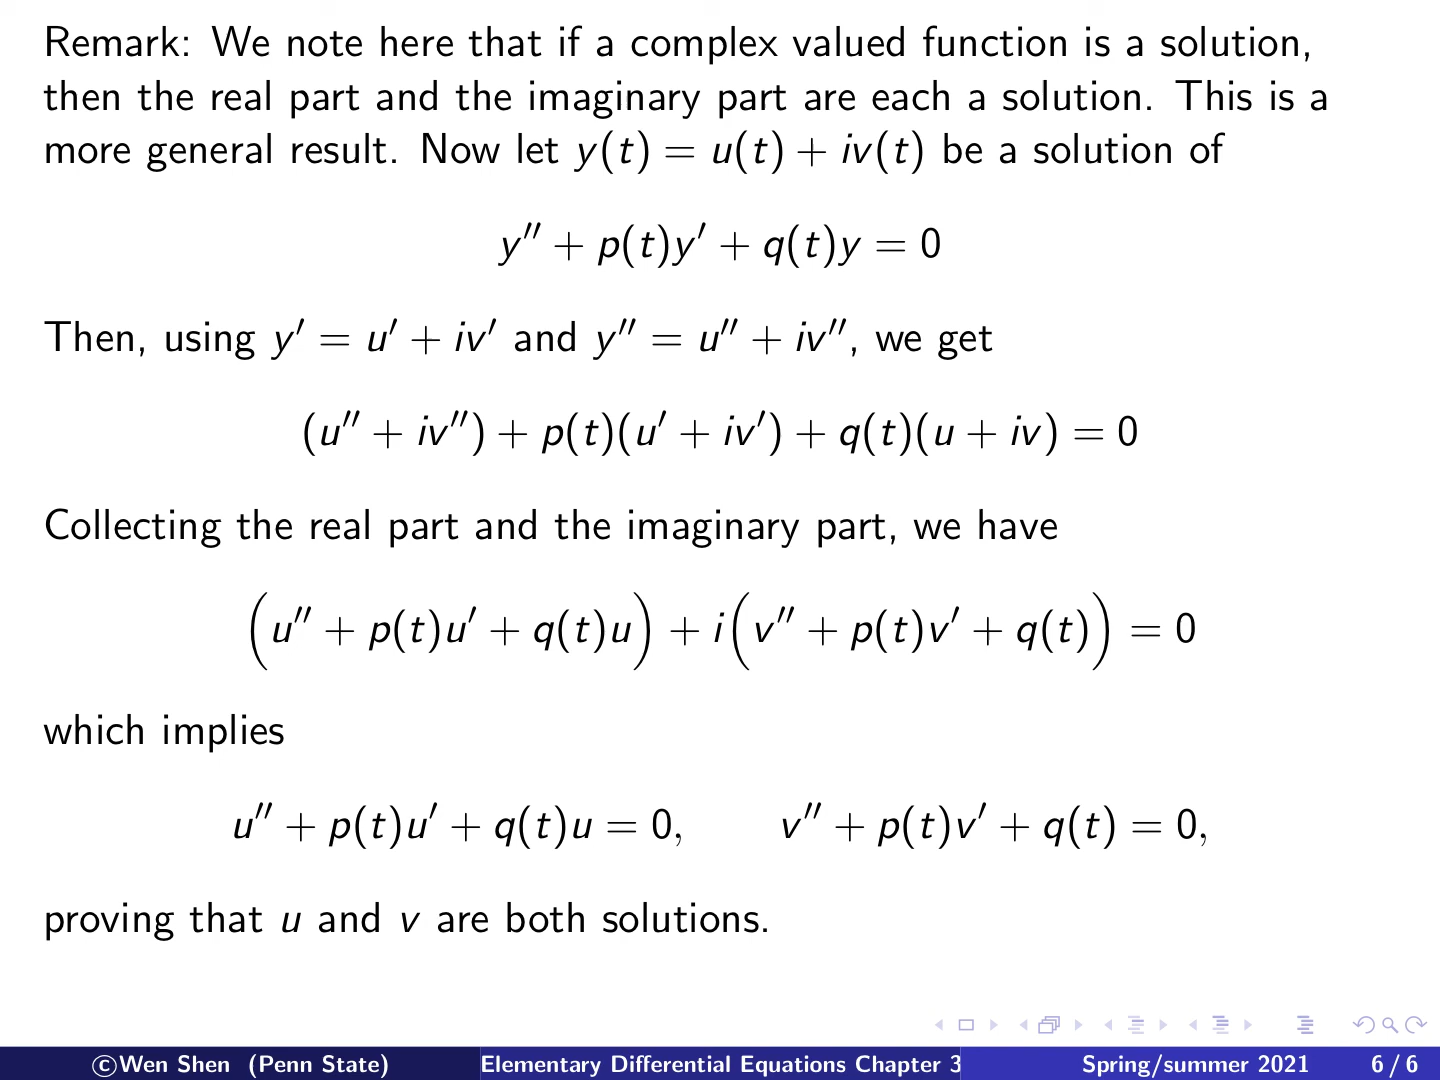 Remark: We note here that if a complex valued function is a solution,
then the real part and the imaginary part are each a solution. This is a
more general result. Now let y(t) = u(t) + iv(t) be a solution of
y″ + p(t)y′ + q(t)y = 0
Then, using y′ = u′ + iv′ and y″ = u″ + iv″, we get
(u″ + iv″) + p(t)(u′ + iv′) + q(t)(u + iv) = 0
Collecting the real part and the imaginary part, we have
(u″ + p(t)u′ + q(t)u) + i(v″ + p(t)v′ + q(t)) = 0
which implies
u″ + p(t)u′ + q(t)u = 0, v″ + p(t)v′ + q(t) = 0,
proving that u and v are both solutions.
©Wen Shen (Penn State) Elementary Differential Equations Chapter 3 Spring/summer 2021 6 / 6